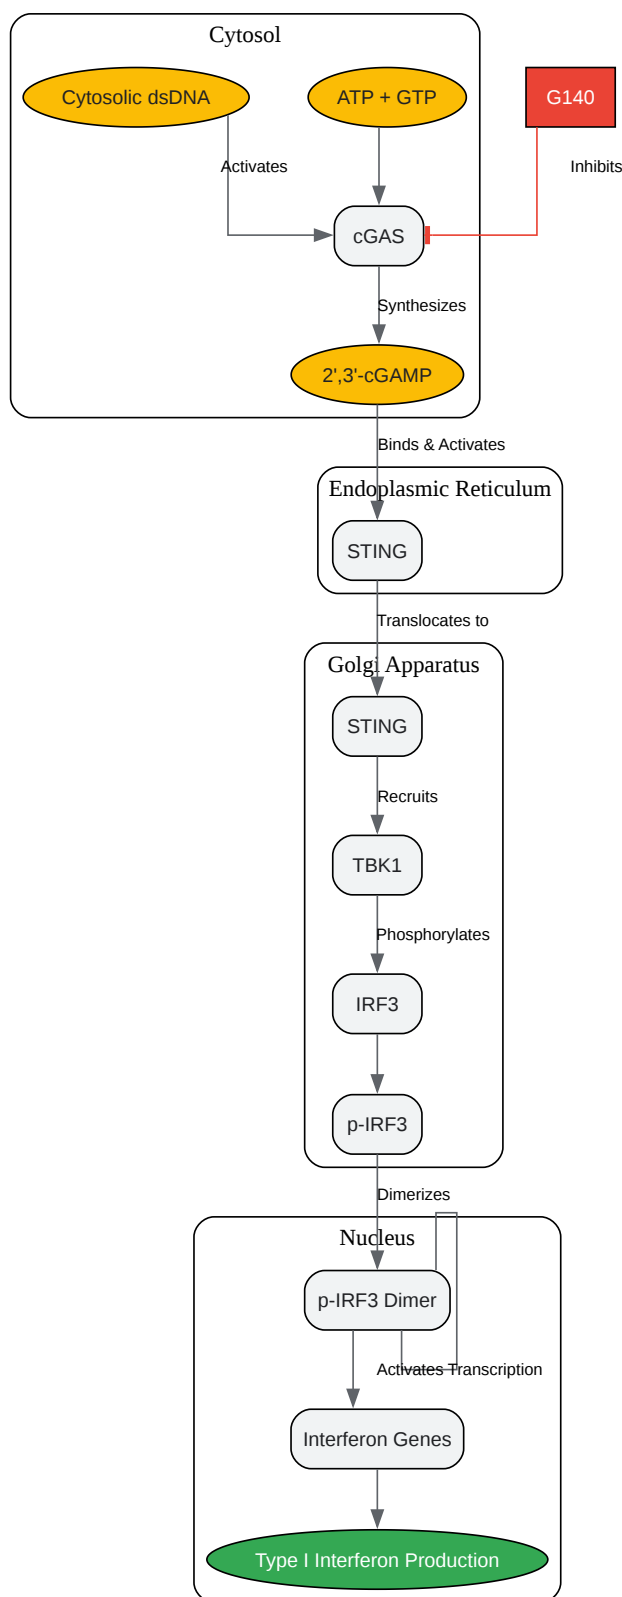 Cytosol
Cytosolic dsDNA
ATP + GTP
G140
Activates
Inhibits
cGAS
Synthesizes
2',3'-cGAMP
Binds & Activates
Endoplasmic Reticulum
STING
Translocates to
Golgi Apparatus
STING
Recruits
TBK1
Phosphorylates
IRF3
p-IRF3
Dimerizes
Nucleus
p-IRF3 Dimer
Activates Transcription
Interferon Genes
Type I Interferon Production